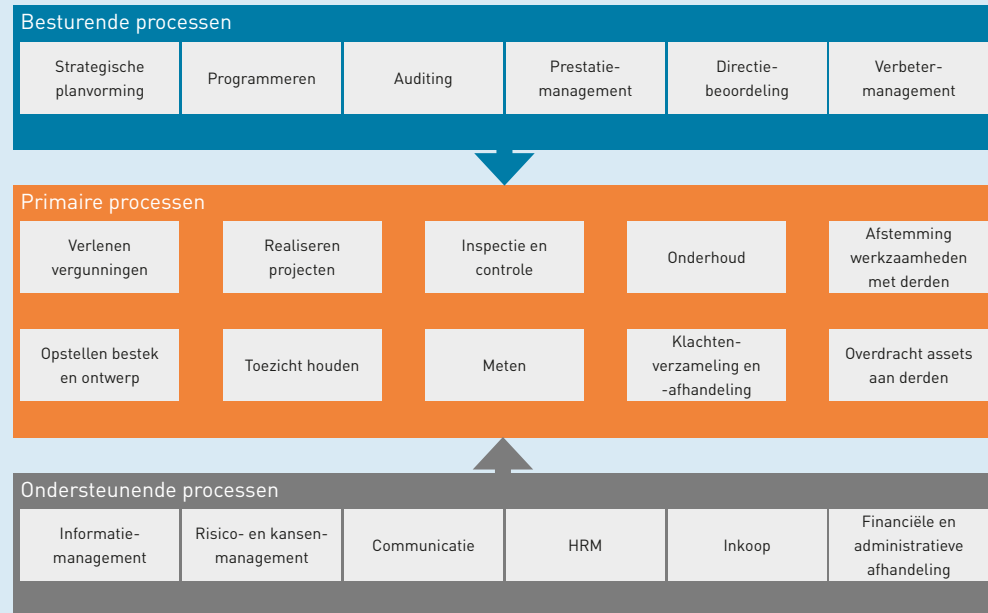 Besturende processen
Strategische
planvorming
Programmeren
Auditing
Prestatie-
management
Directie-
beoordeling
Verbeter-
management
Primaire processen
Verlenen
vergunningen
Realiseren
projecten
Inspectie en
controle
Onderhoud
Afstemming
werkzaamheden
met derden
Opstellen bestek
en ontwerp
Toezicht houden
Meten
Klachten-
verzameling en
-afhandeling
Overdracht assets
aan derden
Ondersteunende processen
Informatie-
management
Risico- en kansen-
management
Communicatie
HRM
Inkoop
Financiële en
administratieve
afhandeling